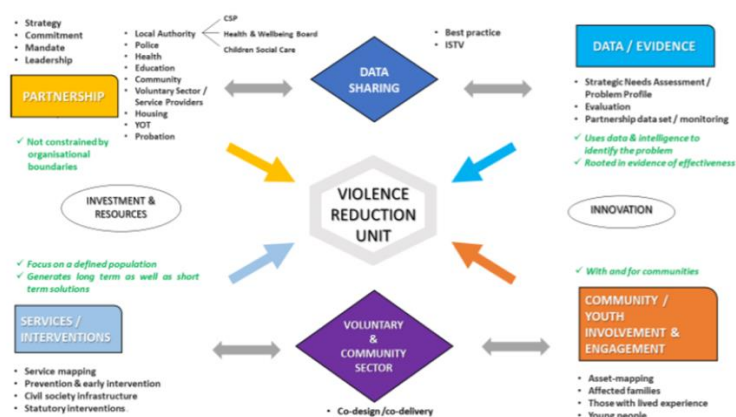 • Strategy
• Commitment
• Mandate
• Leadership
PARTNERSHIP
✓ Not constrained by
organisational
boundaries
• Local Authority
• Police
• Health
• Education
• Community
• Voluntary Sector /
Service Providers
• Housing
• YOT
• Probation
CSP
Health & Wellbeing Board
Children Social Care
DATA
SHARING
• Best practice
• ISTV
DATA / EVIDENCE
• Strategic Needs Assessment /
Problem Profile
• Evaluation
• Partnership data set / monitoring
✓ Uses data & intelligence to
identify the problem
✓ Rooted in evidence of effectiveness
INVESTMENT &
RESOURCES
VIOLENCE
REDUCTION
UNIT
INNOVATION
✓ Focus on a defined population
✓ Generates long term as well as short
term solutions
SERVICES /
INTERVENTIONS
• Service mapping
• Prevention & early intervention
• Civil society infrastructure
• Statutory interventions
VOLUNTARY
&
COMMUNITY
SECTOR
• Co-design /co-delivery
✓ With and for communities
COMMUNITY /
YOUTH
INVOLVEMENT &
ENGAGEMENT
• Asset-mapping
• Affected families
• Those with lived experience
• Young people